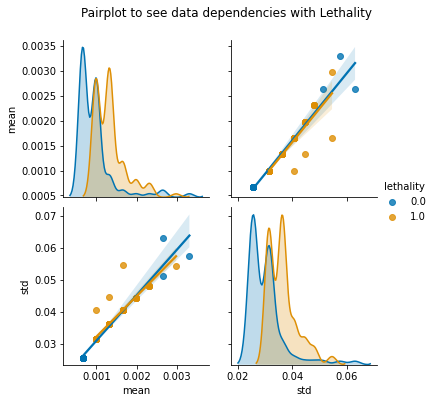 Pairplot to see data dependencies with Lethality
0.0035
0.0030
0.0025
0.0020
0.0015
0.0010
0.0005
mean
lethality
0.0
1.0
0.07
0.06
0.05
0.04
0.03
std
0.001 0.002 0.003
mean
0.02 0.04 0.06
std